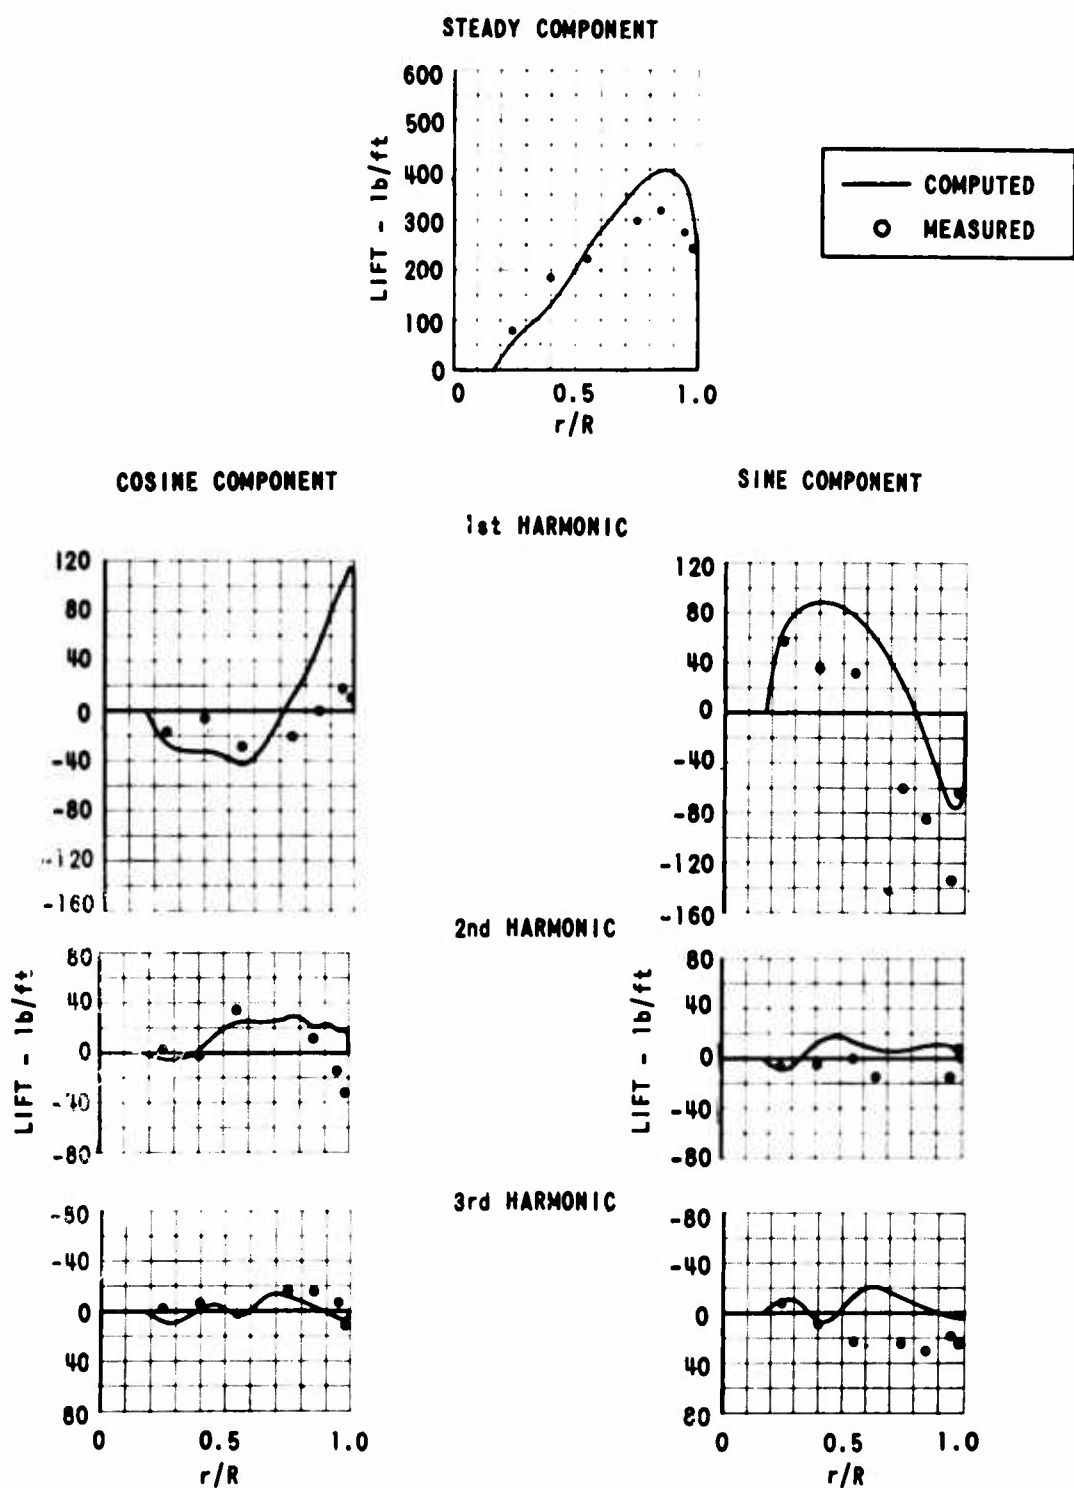 STEADY COMPONENT
600
500
400
300
200
100
0
LIFT - lb/ft
0 0.5 1.0
r/R
COMPUTED
MEASURED
COSINE COMPONENT
SINE COMPONENT
1st HARMONIC
120
80
40
0
-40
-80
-120
-160
120
80
40
0
-40
-80
-120
-160
2nd HARMONIC
80
40
0
-40
-80
LIFT - lb/ft
80
40
0
-40
-80
LIFT - lb/ft
3rd HARMONIC
-40
0
40
80
0 0.5 1.0
r/R
-80
-40
0
40
80
0 0.5 1.0
r/R